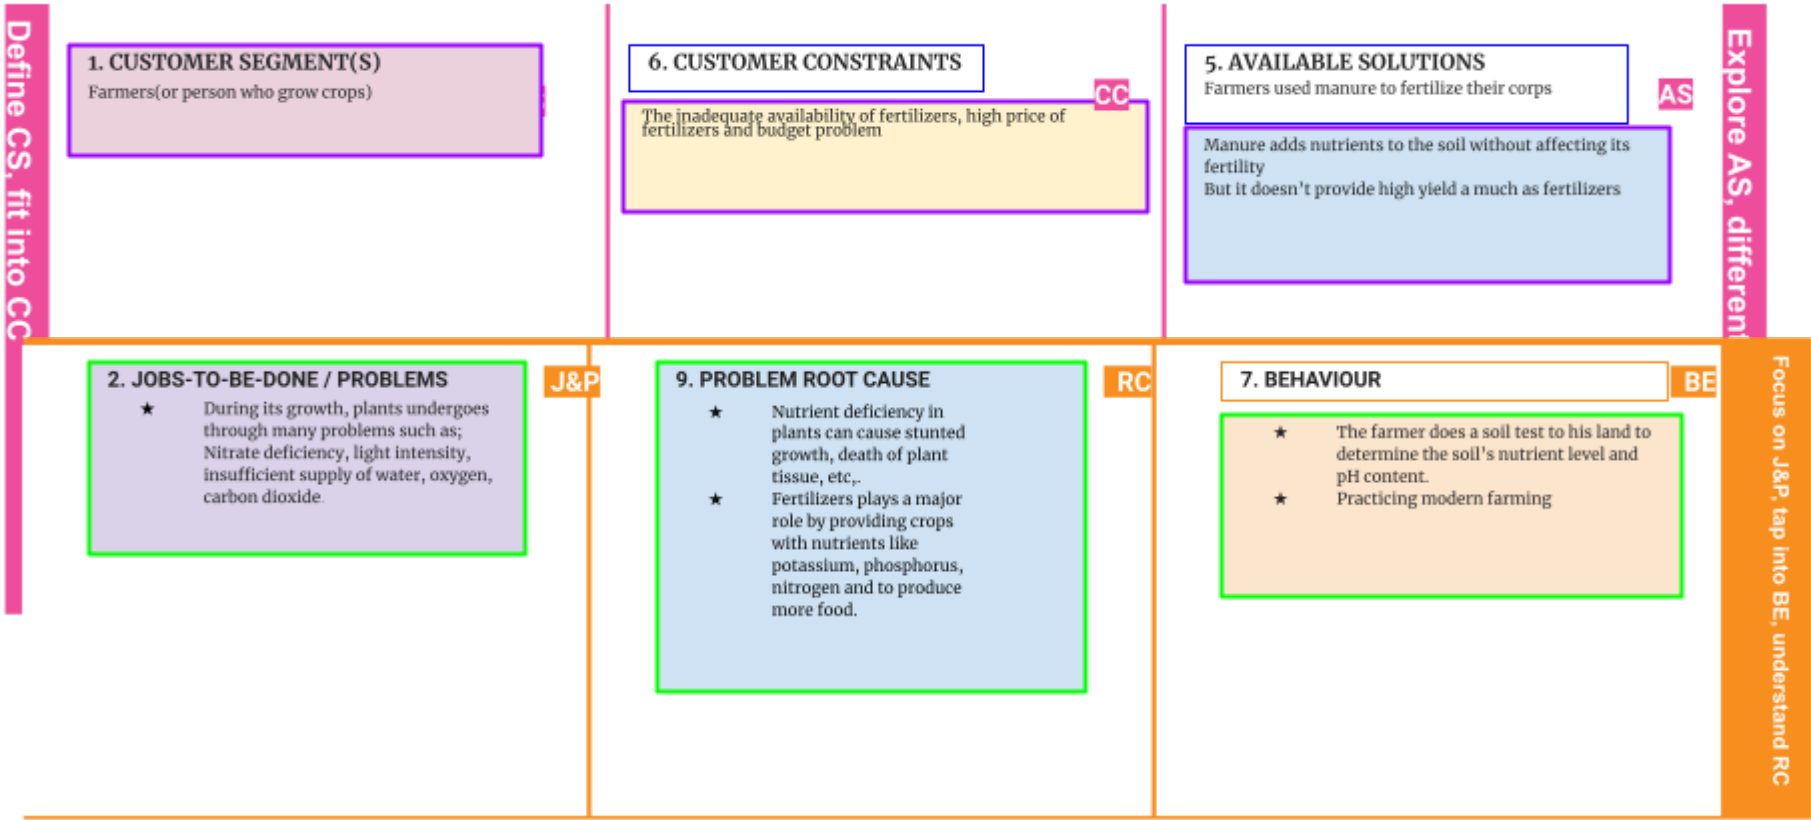 Define CS, fit into CC
1. CUSTOMER SEGMENT(S)
Farmers(or person who grow crops)
6. CUSTOMER CONSTRAINTS
CC
The inadequate availability of fertilizers, high price of
fertilizers and budget problem
5. AVAILABLE SOLUTIONS
Farmers used manure to fertilize their corps
AS
Manure adds nutrients to the soil without affecting its
fertility
But it doesn't provide high yield a much as fertilizers
Explore AS, different
2. JOBS-TO-BE-DONE / PROBLEMS
J&P
★ During its growth, plants undergoes
through many problems such as;
Nitrate deficiency, light intensity,
insufficient supply of water, oxygen,
carbon dioxide.
9. PROBLEM ROOT CAUSE
RC
★ Nutrient deficiency in
plants can cause stunted
growth, death of plant
tissue, etc,.
★ Fertilizers plays a major
role by providing crops
with nutrients like
potassium, phosphorus,
nitrogen and to produce
more food.
7. BEHAVIOUR
BE
★ The farmer does a soil test to his land to
determine the soil's nutrient level and
pH content.
★ Practicing modern farming
Focus on J&P, tap into BE, understand RC